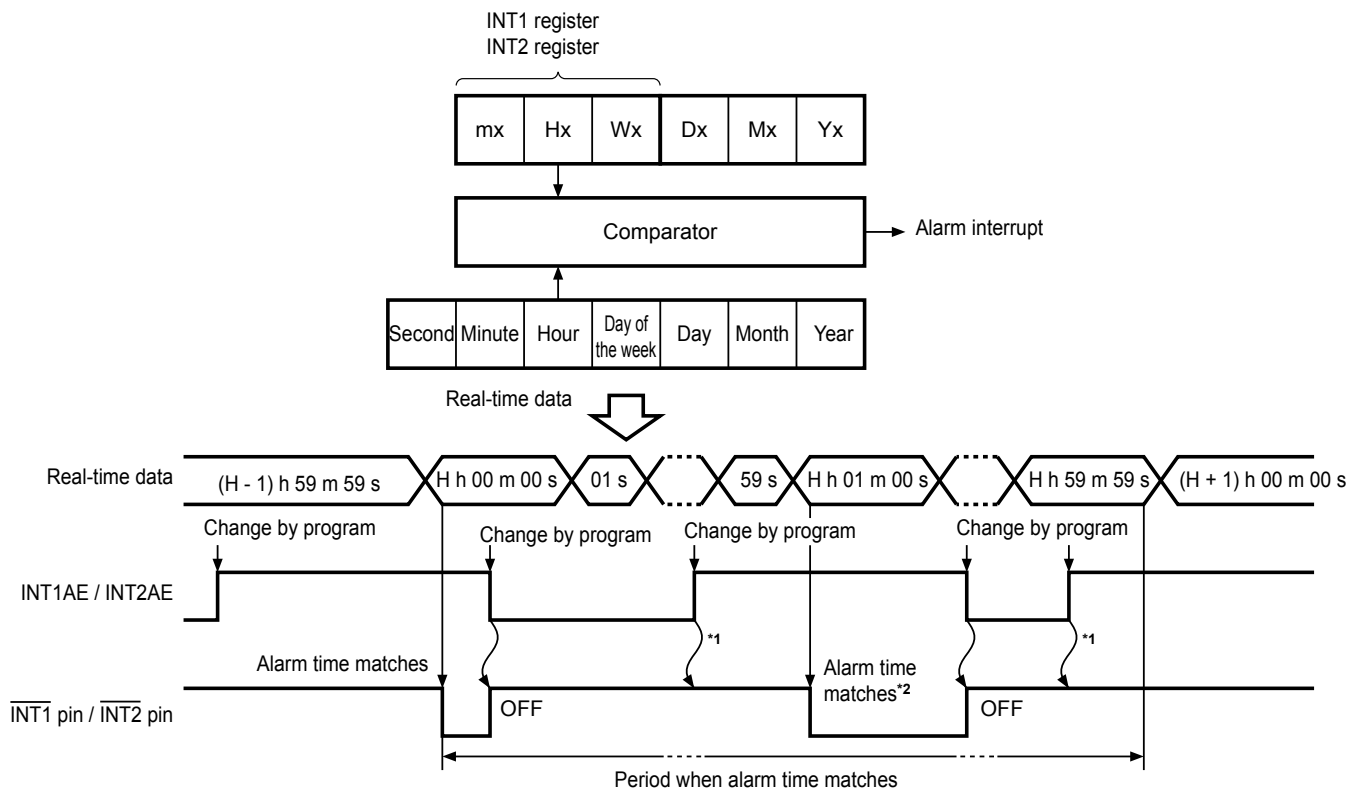 INT1 register
INT2 register
mx Hx Wx Dx Mx Yx
Comparator
Alarm interrupt
Second Minute Hour Day of the week Day Month Year
Real-time data
Real-time data
(H - 1) h 59 m 59 s H h 00 m 00 s 01 s 59 s H h 01 m 00 s H h 59 m 59 s (H + 1) h 00 m 00 s
Change by program Change by program Change by program Change by program
INT1AE / INT2AE
*1 *1
Alarm time matches
Alarm time
matches*2
INT1 pin / INT2 pin
OFF OFF
Period when alarm time matches